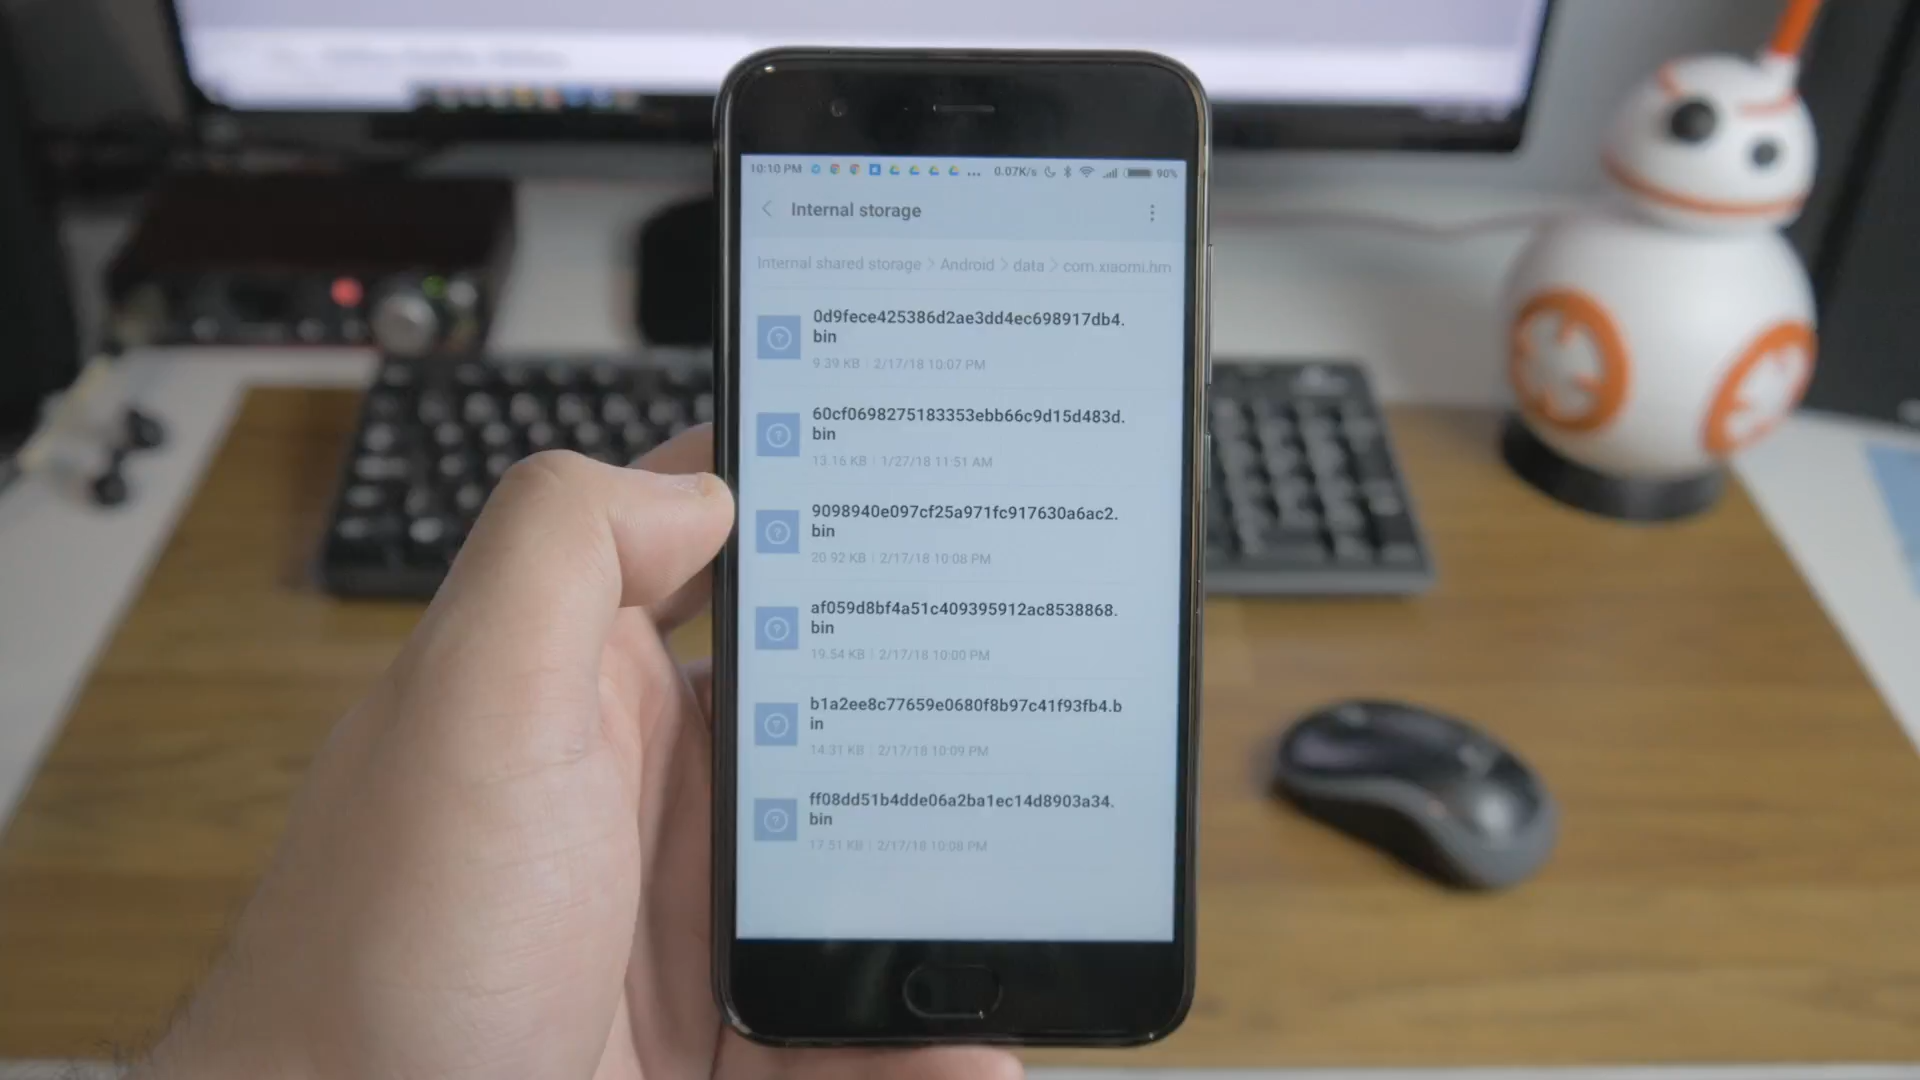 10:10 PM ... 0.07K/s 90%
Internal storage
Internal shared storage > Android > data > com.xiaomi.hm
0d9fece425386d2ae3dd4ec698917db4.
bin
9.39 KB | 2/17/18 10:07 PM
60cf0698275183353ebb66c9d15d483d.
bin
13.16 KB | 1/27/18 11:51 AM
9098940e097cf25a971fc917630a6ac2.
bin
20.92 KB | 2/17/18 10:08 PM
af059d8bf4a51c409395912ac8538868.
bin
19.54 KB | 2/17/18 10:00 PM
b1a2ee8c77659e0680f8b97c41f93fb4.b
in
14.31 KB | 2/17/18 10:09 PM
ff08dd51b4dde06a2ba1ec14d8903a34.
bin
17.51 KB | 2/17/18 10:08 PM